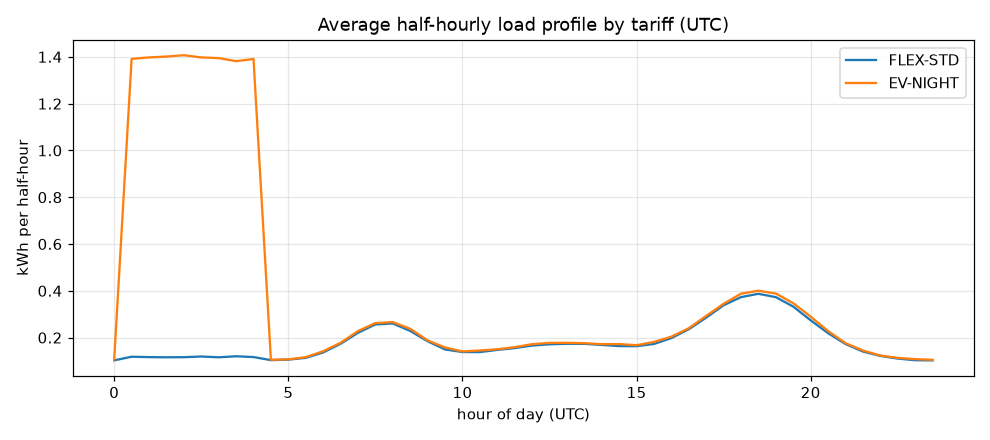 Average half-hourly load profile by tariff (UTC)
FLEX-STD
EV-NIGHT
kWh per half-hour
1.4
1.2
1.0
0.8
0.6
0.4
0.2
0 5 10 15 20
hour of day (UTC)